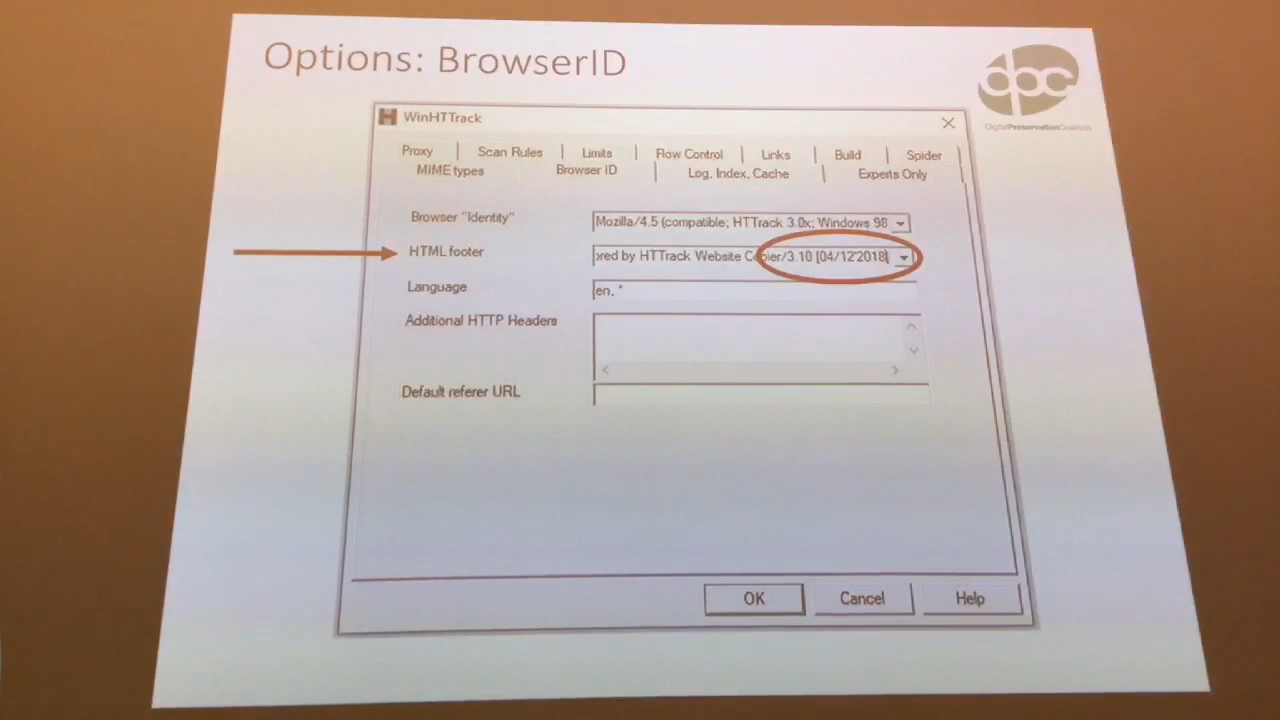 Options: BrowserID
dpc
DigitalPreservationCoalition
WinHTTrack
Proxy Scan Rules Limits Flow Control Links Build Spider
MIME types Browser ID Log, Index, Cache Experts Only
Browser "Identity" Mozilla/4.5 (compatible; HTTrack 3.0x; Windows 98
HTML footer ored by HTTrack Website Copier/3.10 [04/12'2018
Language en, *
Additional HTTP Headers
Default referer URL
OK Cancel Help